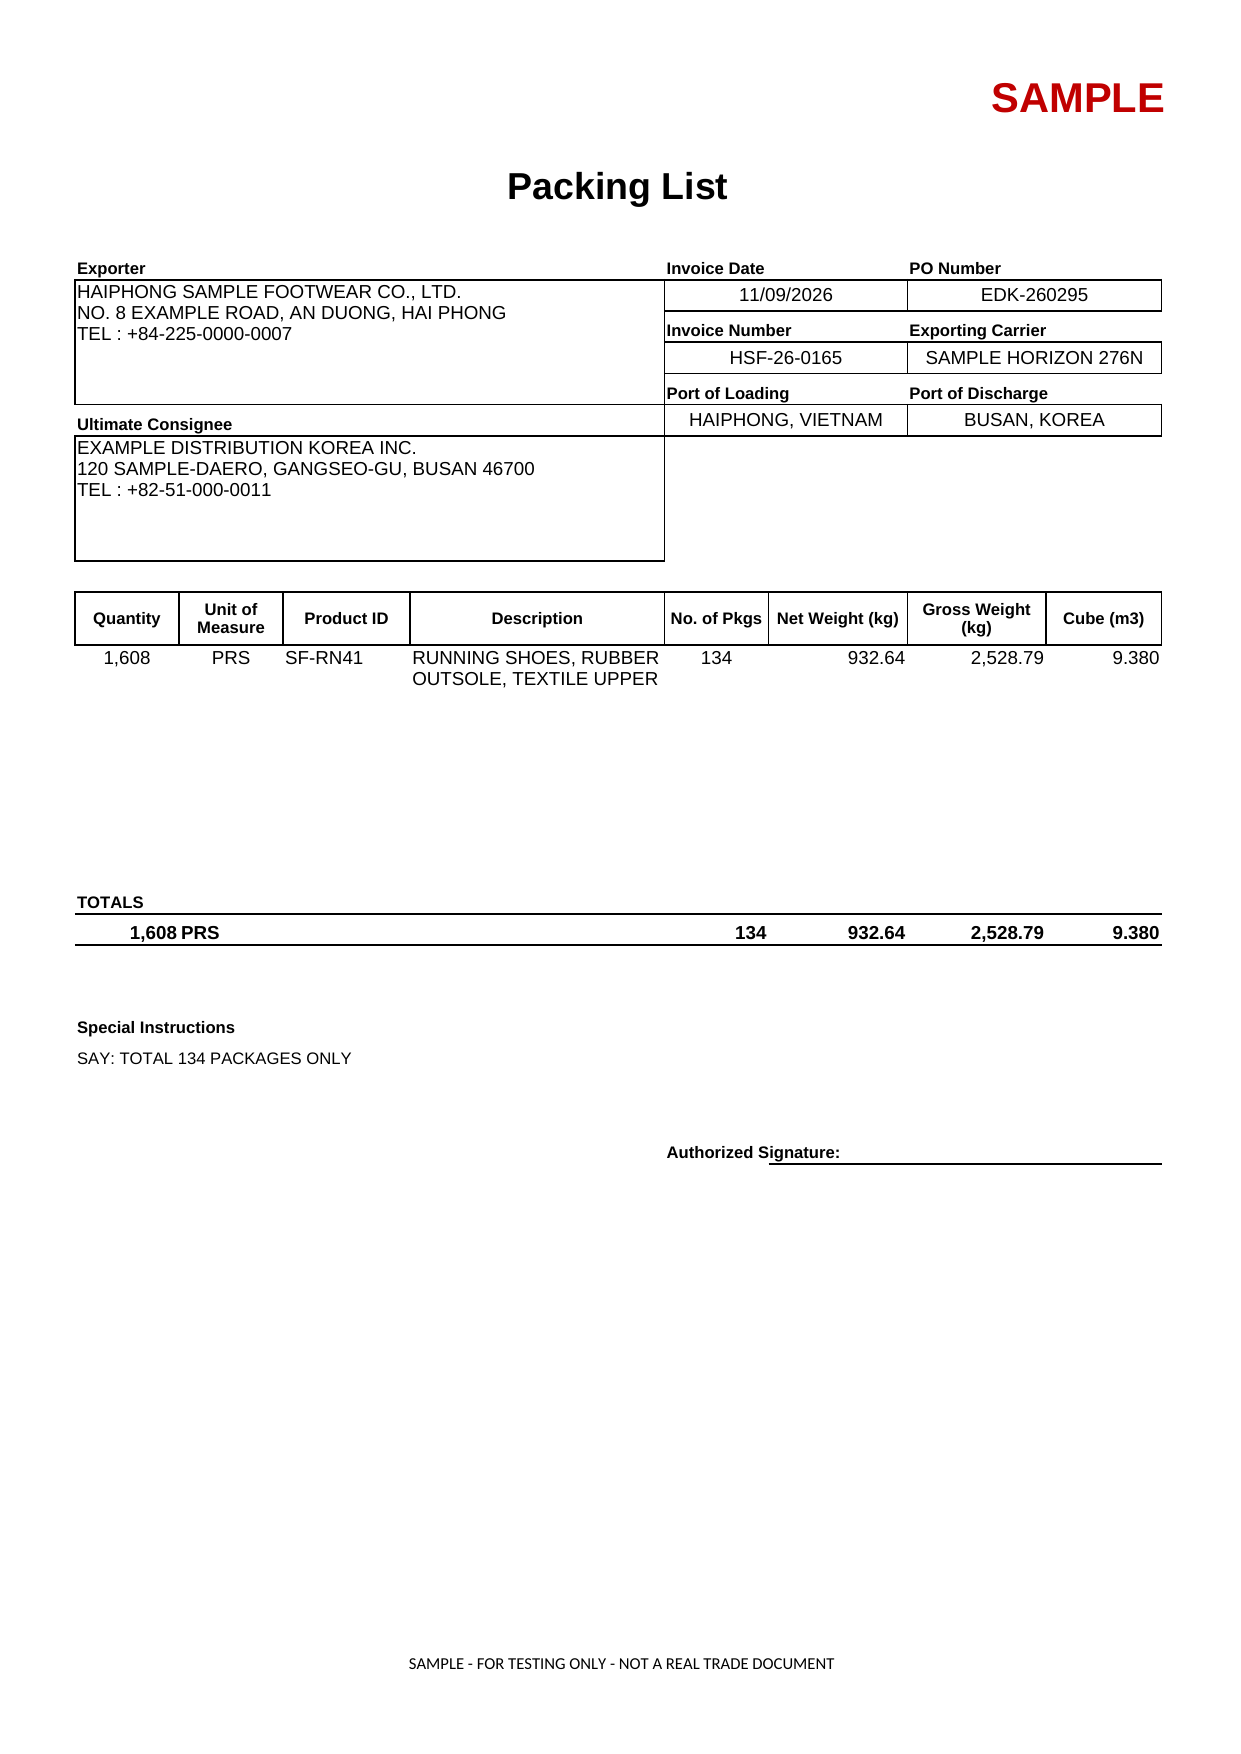 SAMPLE
Packing List
Exporter
Invoice Date PO Number
HAIPHONG SAMPLE FOOTWEAR CO., LTD.
NO. 8 EXAMPLE ROAD, AN DUONG, HAI PHONG
TEL : +84-225-0000-0007
11/09/2026 EDK-260295
Invoice Number Exporting Carrier
HSF-26-0165 SAMPLE HORIZON 276N
Port of Loading Port of Discharge
HAIPHONG, VIETNAM BUSAN, KOREA
Ultimate Consignee
EXAMPLE DISTRIBUTION KOREA INC.
120 SAMPLE-DAERO, GANGSEO-GU, BUSAN 46700
TEL : +82-51-000-0011
Quantity Unit of Measure Product ID Description No. of Pkgs Net Weight (kg) Gross Weight (kg) Cube (m3)
1,608 PRS SF-RN41 RUNNING SHOES, RUBBER 134 932.64 2,528.79 9.380
OUTSOLE, TEXTILE UPPER
TOTALS
1,608 PRS 134 932.64 2,528.79 9.380
Special Instructions
SAY: TOTAL 134 PACKAGES ONLY
Authorized Signature:
SAMPLE - FOR TESTING ONLY - NOT A REAL TRADE DOCUMENT